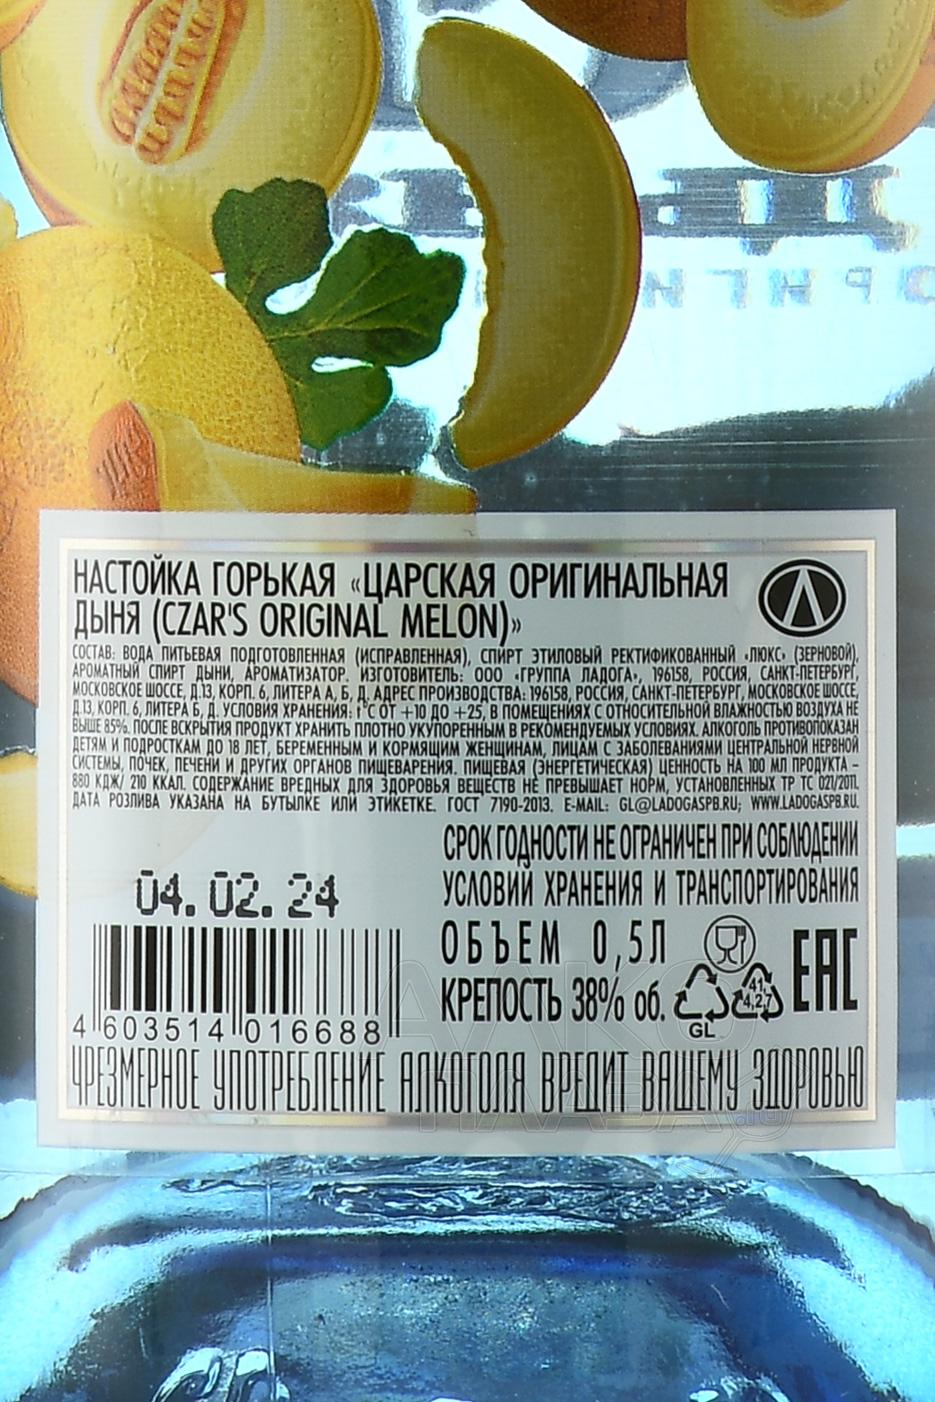 НАСТОЙКА ГОРЬКАЯ «ЦАРСКАЯ ОРИГИНАЛЬНАЯ
ДЫНЯ (CZAR'S ORIGINAL MELON)»
СОСТАВ: ВОДА ПИТЬЕВАЯ ПОДГОТОВЛЕННАЯ (ИСПРАВЛЕННАЯ), СПИРТ ЭТИЛОВЫЙ РЕКТИФИКОВАННЫЙ «ЛЮКС» (ЗЕРНОВОЙ),
АРОМАТНЫЙ СПИРТ ДЫНИ, АРОМАТИЗАТОР. ИЗГОТОВИТЕЛЬ: ООО «ГРУППА ЛАДОГА», 196158, РОССИЯ, САНКТ-ПЕТЕРБУРГ,
МОСКОВСКОЕ ШОССЕ, Д.13, КОРП. 6, ЛИТЕРА А, Б, Д. АДРЕС ПРОИЗВОДСТВА: 196158, РОССИЯ, САНКТ-ПЕТЕРБУРГ, МОСКОВСКОЕ ШОССЕ,
Д.13, КОРП. 6, ЛИТЕРА Б, Д. УСЛОВИЯ ХРАНЕНИЯ: t°C ОТ +10 ДО +25, В ПОМЕЩЕНИЯХ С ОТНОСИТЕЛЬНОЙ ВЛАЖНОСТЬЮ ВОЗДУХА НЕ
ВЫШЕ 85%. ПОСЛЕ ВСКРЫТИЯ ПРОДУКТ ХРАНИТЬ ПЛОТНО УКУПОРЕННЫМ В РЕКОМЕНДУЕМЫХ УСЛОВИЯХ. АЛКОГОЛЬ ПРОТИВОПОКАЗАН
ДЕТЯМ И ПОДРОСТКАМ ДО 18 ЛЕТ, БЕРЕМЕННЫМ И КОРМЯЩИМ ЖЕНЩИНАМ, ЛИЦАМ С ЗАБОЛЕВАНИЯМИ ЦЕНТРАЛЬНОЙ НЕРВНОЙ
СИСТЕМЫ, ПОЧЕК, ПЕЧЕНИ И ДРУГИХ ОРГАНОВ ПИЩЕВАРЕНИЯ. ПИЩЕВАЯ (ЭНЕРГЕТИЧЕСКАЯ) ЦЕННОСТЬ НА 100 МЛ ПРОДУКТА –
880 КДЖ/ 210 ККАЛ. СОДЕРЖАНИЕ ВРЕДНЫХ ДЛЯ ЗДОРОВЬЯ ВЕЩЕСТВ НЕ ПРЕВЫШАЕТ НОРМ, УСТАНОВЛЕННЫХ ТР ТС 021/2011.
ДАТА РОЗЛИВА УКАЗАНА НА БУТЫЛКЕ ИЛИ ЭТИКЕТКЕ. ГОСТ 7190-2013. E-MAIL: GL@LADOGASPB.RU; WWW.LADOGASPB.RU.
СРОК ГОДНОСТИ НЕ ОГРАНИЧЕН ПРИ СОБЛЮДЕНИИ
УСЛОВИЙ ХРАНЕНИЯ И ТРАНСПОРТИРОВАНИЯ
04.02.24
ОБЪЕМ 0,5Л
КРЕПОСТЬ 38% об.
GL
41,
4,2,7
EAC
4 603514 016688
ЧРЕЗМЕРНОЕ УПОТРЕБЛЕНИЕ АЛКОГОЛЯ ВРЕДИТ ВАШЕМУ ЗДОРОВЬЮ